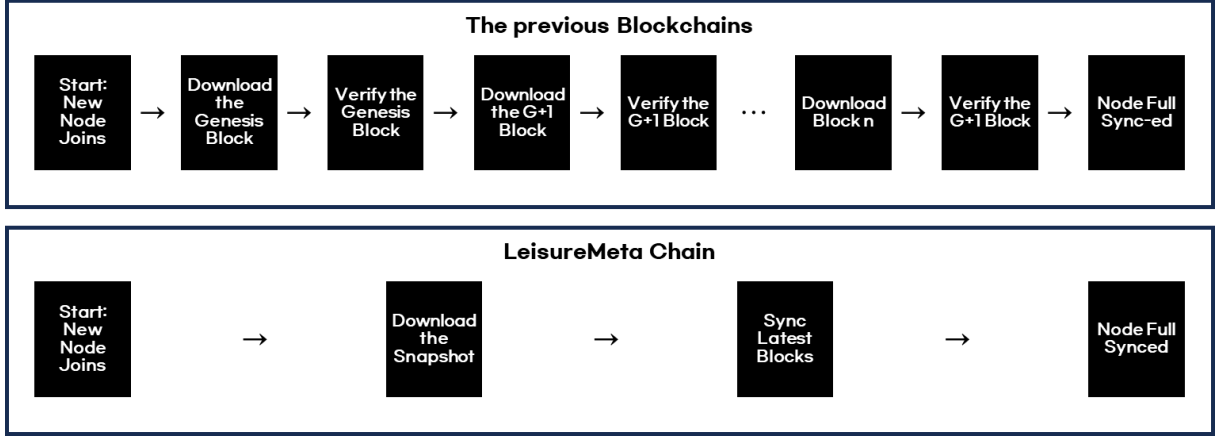 The previous Blockchains
Start:
New
Node
Joins
→
Download
the
Genesis
Block
→
Verify the
Genesis
Block
→
Download
the G+1
Block
→
Verify the
G+1 Block
...
Download
Block n
→
Verify the
G+1 Block
→
Node Full
Sync-ed
LeisureMeta Chain
Start:
New
Node
Joins
→
Download
the
Snapshot
→
Sync
Latest
Blocks
→
Node Full
Synced